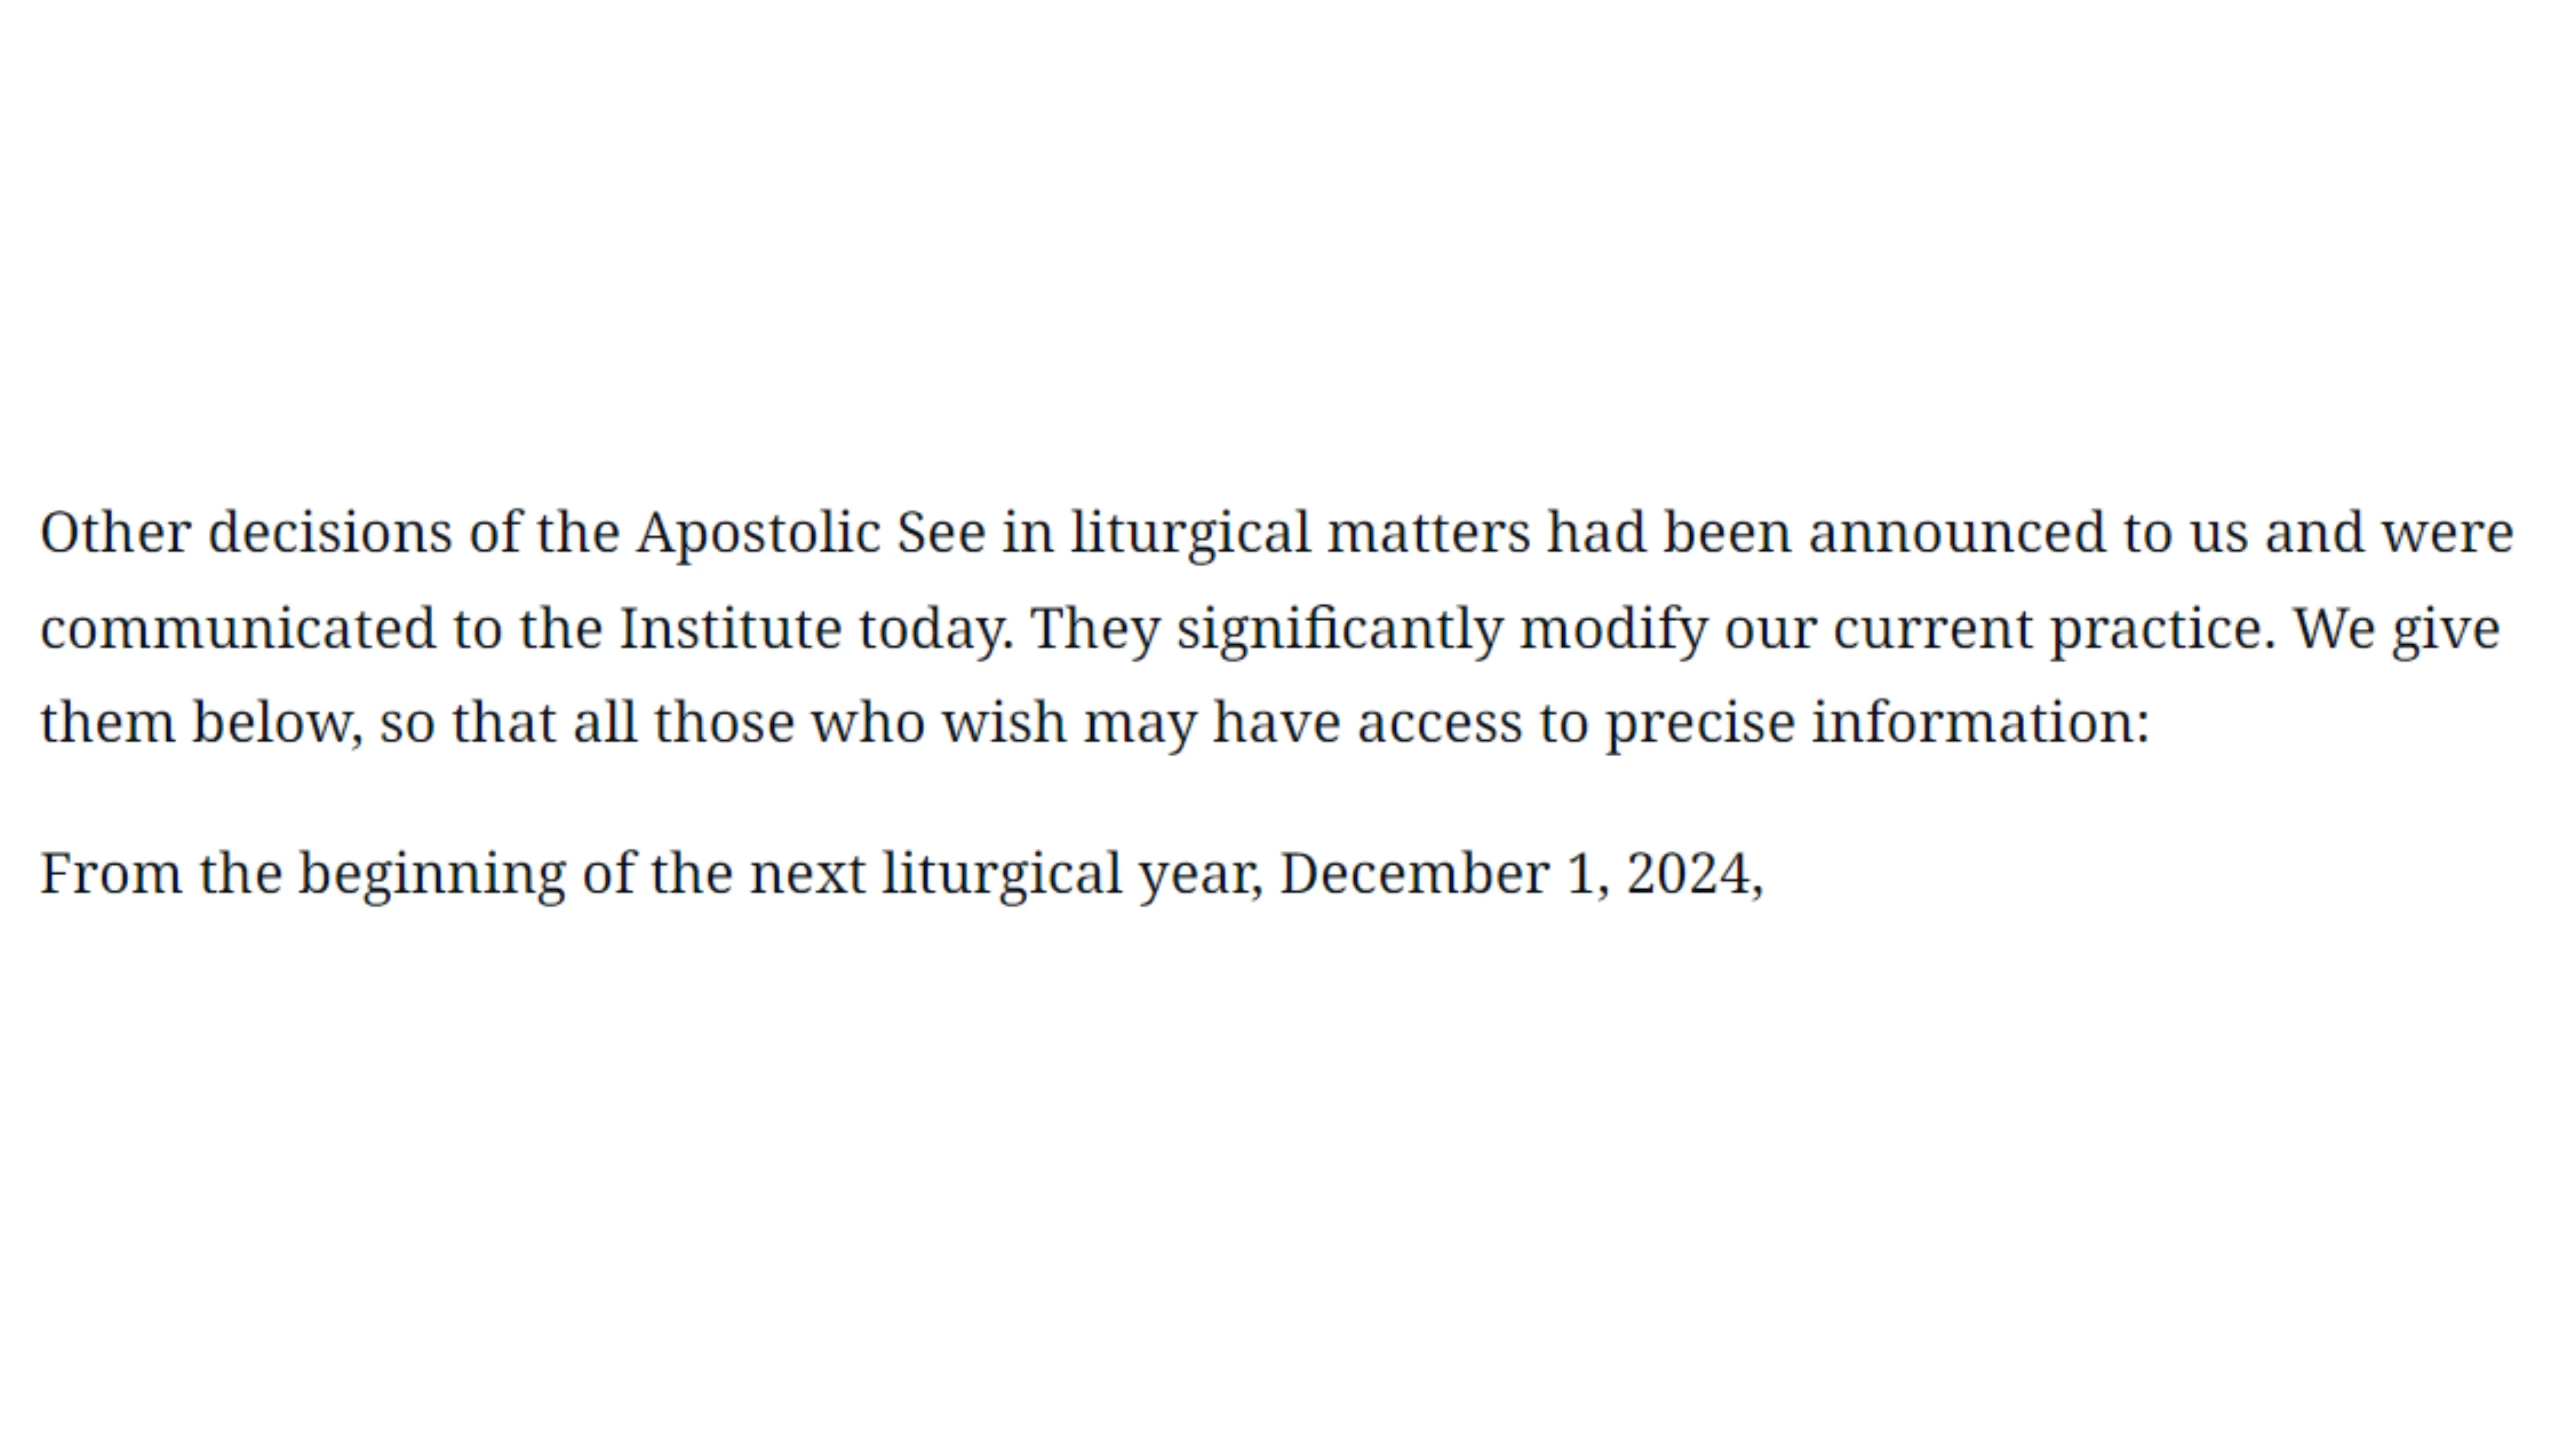 Other decisions of the Apostolic See in liturgical matters had been announced to us and were
communicated to the Institute today. They significantly modify our current practice. We give
them below, so that all those who wish may have access to precise information:
From the beginning of the next liturgical year, December 1, 2024,